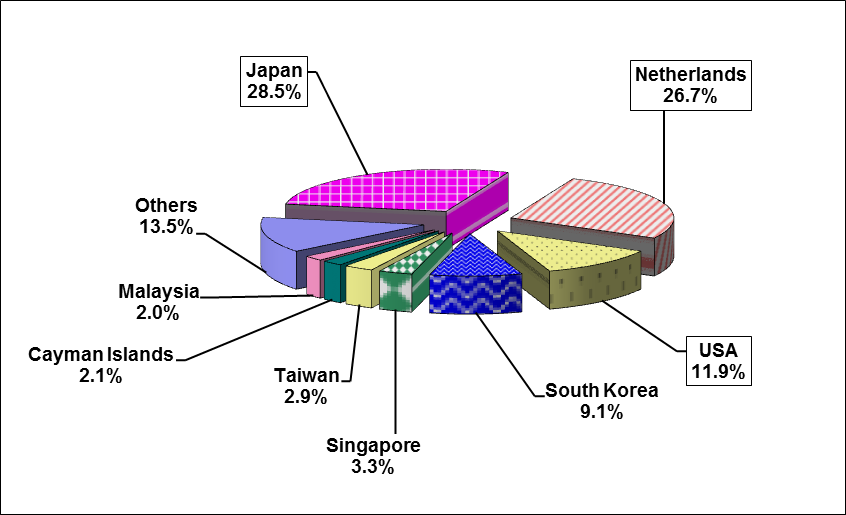 Japan
28.5%
Netherlands
26.7%
Others
13.5%
Malaysia
2.0%
Cayman Islands
2.1%
Taiwan
2.9%
Singapore
3.3%
South Korea
9.1%
USA
11.9%